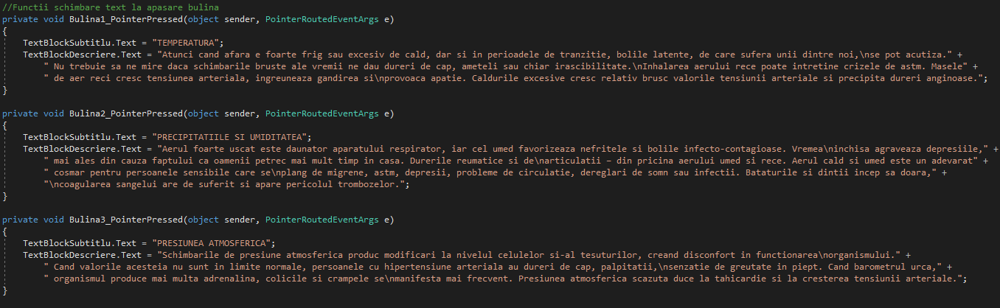 //Functii schimbare text la apasare bulina
private void Bulina1_PointerPressed(object sender, PointerRoutedEventArgs e)
{
TextBlockSubtitlu.Text = "TEMPERATURA";
TextBlockDescriere.Text = "Atunci cand afara e foarte frig sau excesiv de cald, dar si in perioadele de tranzitie, bolile latente, de care sufera unii dintre noi,\nse pot acutiza." +
" Nu trebuie sa ne mire daca schimbarile bruste ale vremii ne dau dureri de cap, ameteli sau chiar irascibilitate.\nInhalarea aerului rece poate intretine crizele de astm. Masele" +
" de aer reci cresc tensiunea arteriala, ingreuneaza gandirea si\nprovoaca apatie. Caldurile excesive cresc relativ brusc valorile tensiunii arteriale si precipita dureri anginoase.";
}
private void Bulina2_PointerPressed(object sender, PointerRoutedEventArgs e)
{
TextBlockSubtitlu.Text = "PRECIPITATIILE SI UMIDITATEA";
TextBlockDescriere.Text = "Aerul foarte uscat este daunator aparatului respirator, iar cel umed favorizeaza nefritele si bolile infecto-contagioase. Vremea\ninchisa agraveaza depresiile," +
" mai ales din cauza faptului ca oamenii petrec mai mult timp in casa. Durerile reumatice si de\narticulatii – din pricina aerului umed si rece. Aerul cald si umed este un adevarat" +
" cosmar pentru persoanele sensibile care se\nplang de migrene, astm, depresii, probleme de circulatie, dereglari de somn sau infectii. Bataturile si dintii incep sa doara," +
"\ncoagularea sangelui are de suferit si apare pericolul trombozelor.";
}
private void Bulina3_PointerPressed(object sender, PointerRoutedEventArgs e)
{
TextBlockSubtitlu.Text = "PRESIUNEA ATMOSFERICA";
TextBlockDescriere.Text = "Schimbarile de presiune atmosferica produc modificari la nivelul celulelor si-al tesuturilor, creand disconfort in functionarea\norganismului." +
" Cand valorile acesteia nu sunt in limite normale, persoanele cu hipertensiune arteriala au dureri de cap, palpitatii,\nsenzatie de greutate in piept. Cand barometrul urca," +
" organismul produce mai multa adrenalina, colicile si crampele se\nmanifesta mai frecvent. Presiunea atmosferica scazuta duce la tahicardie si la cresterea tensiunii arteriale.";
}